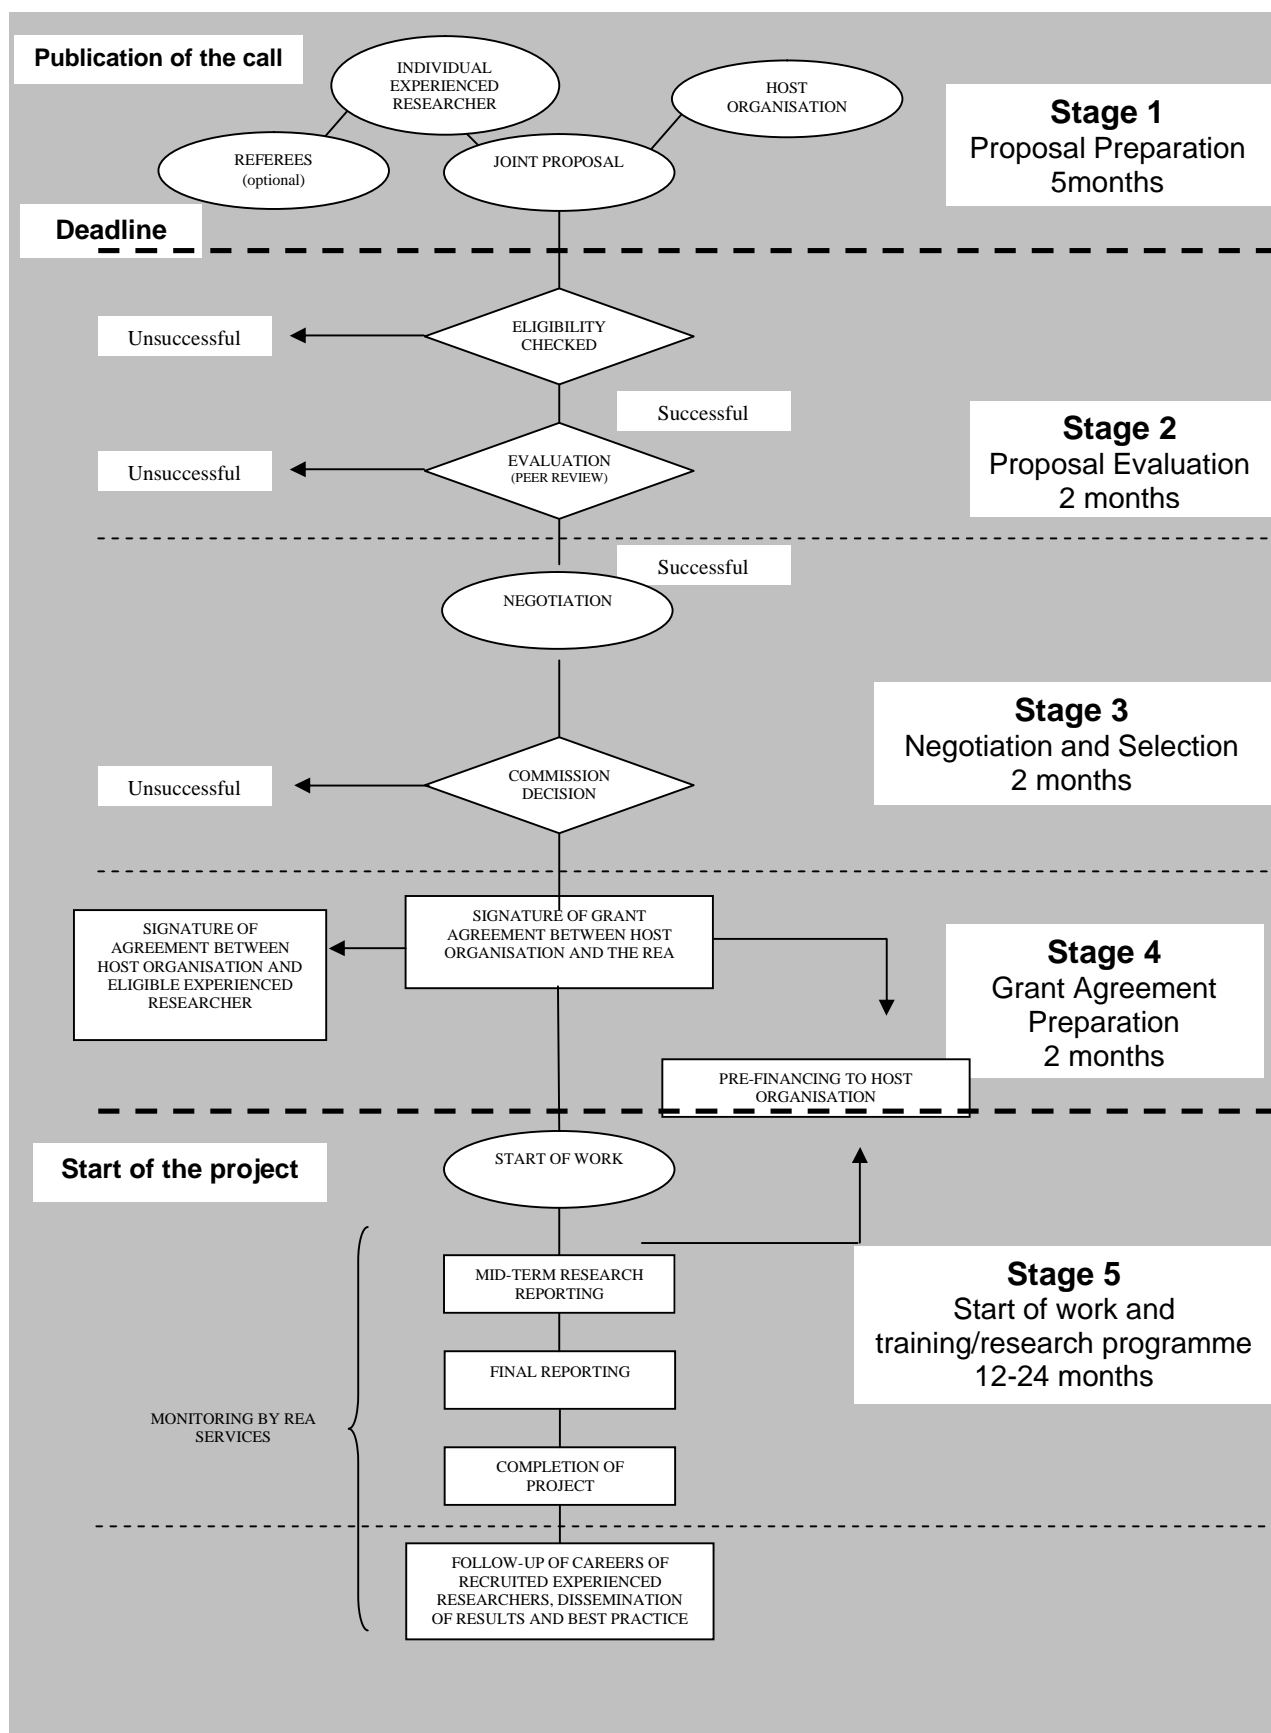 Publication of the call
INDIVIDUAL
EXPERIENCED
RESEARCHER
HOST
ORGANISATION
Stage 1
Proposal Preparation
5months
REFEREES
(optional)
JOINT PROPOSAL
Deadline
Unsuccessful
ELIGIBILITY
CHECKED
Successful
Stage 2
Proposal Evaluation
2 months
Unsuccessful
EVALUATION
(PEER REVIEW)
Successful
NEGOTIATION
Stage 3
Negotiation and Selection
2 months
Unsuccessful
COMMISSION
DECISION
SIGNATURE OF
AGREEMENT BETWEEN
HOST ORGANISATION AND
ELIGIBLE EXPERIENCED
RESEARCHER
SIGNATURE OF GRANT
AGREEMENT BETWEEN HOST
ORGANISATION AND THE REA
Stage 4
Grant Agreement
Preparation
2 months
PRE-FINANCING TO HOST
ORGANISATION
Start of the project
START OF WORK
MID-TERM RESEARCH
REPORTING
Stage 5
Start of work and
training/research programme
12-24 months
FINAL REPORTING
MONITORING BY REA
SERVICES
COMPLETION OF
PROJECT
FOLLOW-UP OF CAREERS OF
RECRUITED EXPERIENCED
RESEARCHERS, DISSEMINATION
OF RESULTS AND BEST PRACTICE